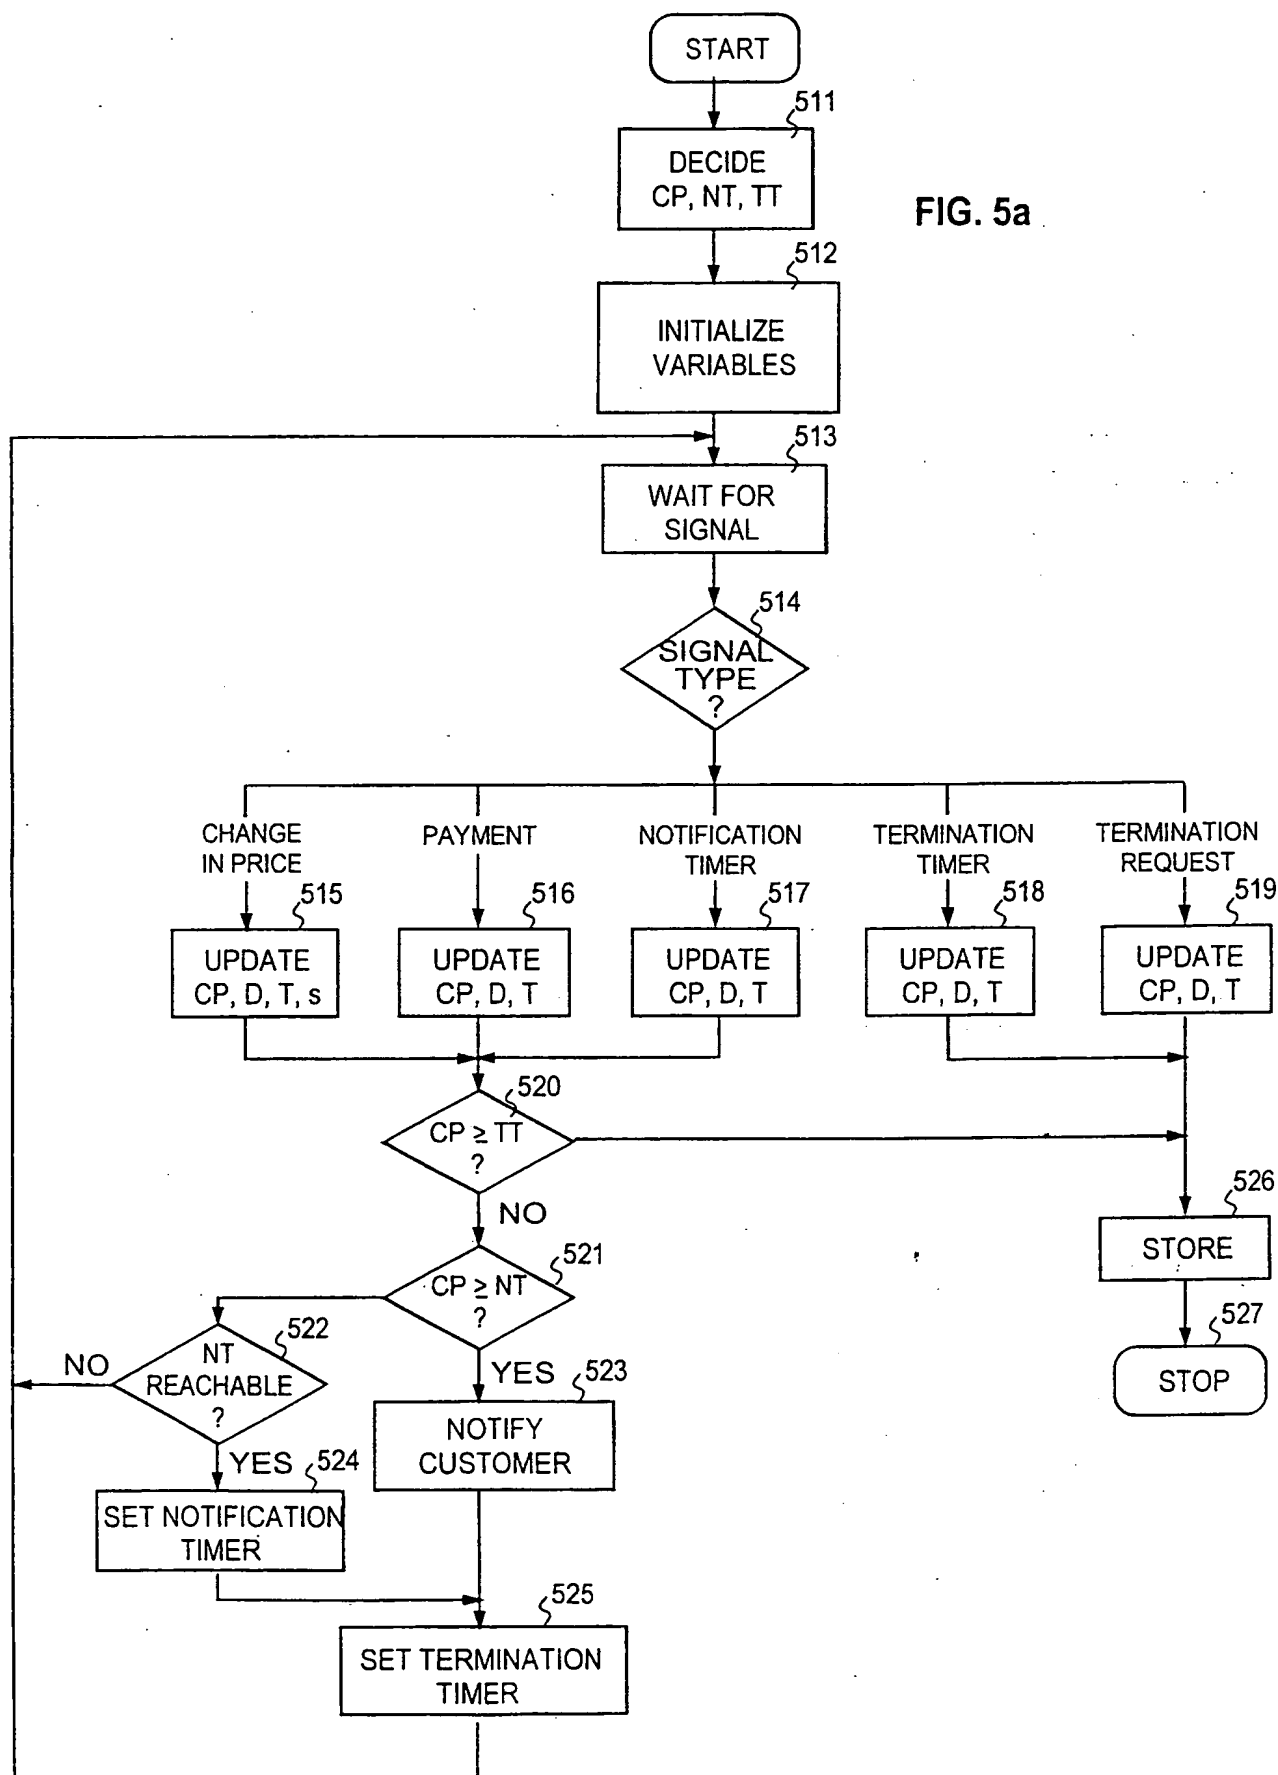 START
511
DECIDE
CP, NT, TT
FIG. 5a
512
INITIALIZE
VARIABLES
513
WAIT FOR
SIGNAL
514
SIGNAL
TYPE
?
CHANGE
IN PRICE
PAYMENT
NOTIFICATION
TIMER
TERMINATION
TIMER
TERMINATION
REQUEST
515
516
517
518
519
UPDATE
CP, D, T, s
UPDATE
CP, D, T
UPDATE
CP, D, T
UPDATE
CP, D, T
UPDATE
CP, D, T
520
CP ≥ TT
?
NO
526
STORE
521
CP ≥ NT
?
527
STOP
522
NT
REACHABLE
?
NO
YES
523
NOTIFY
CUSTOMER
YES
524
SET NOTIFICATION
TIMER
525
SET TERMINATION
TIMER